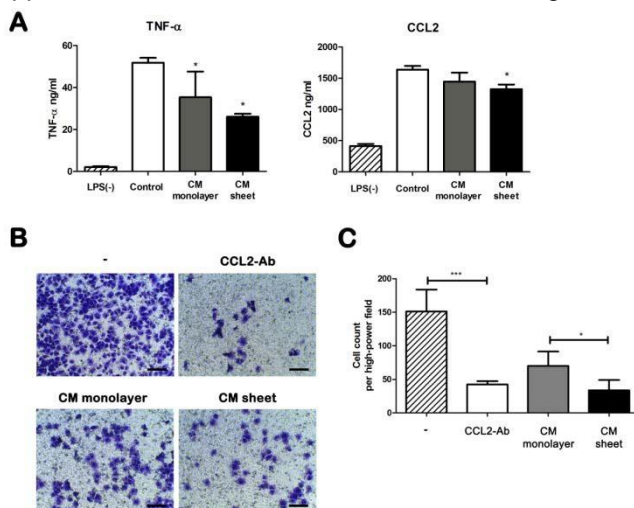 A
TNF-α
CCL2
TNF-α ng/ml
60
40
20
0
LPS(-)
Control
CM
monolayer
CM
sheet
*
*
CCL2 ng/ml
2000
1500
1000
500
0
LPS(-)
Control
CM
monolayer
CM
sheet
*
B
-
CCL2-Ab
CM monolayer
CM sheet
C
Cell count
per high-power field
200
150
100
50
0
***
*
-
CCL2-Ab
CM
monolayer
CM
sheet